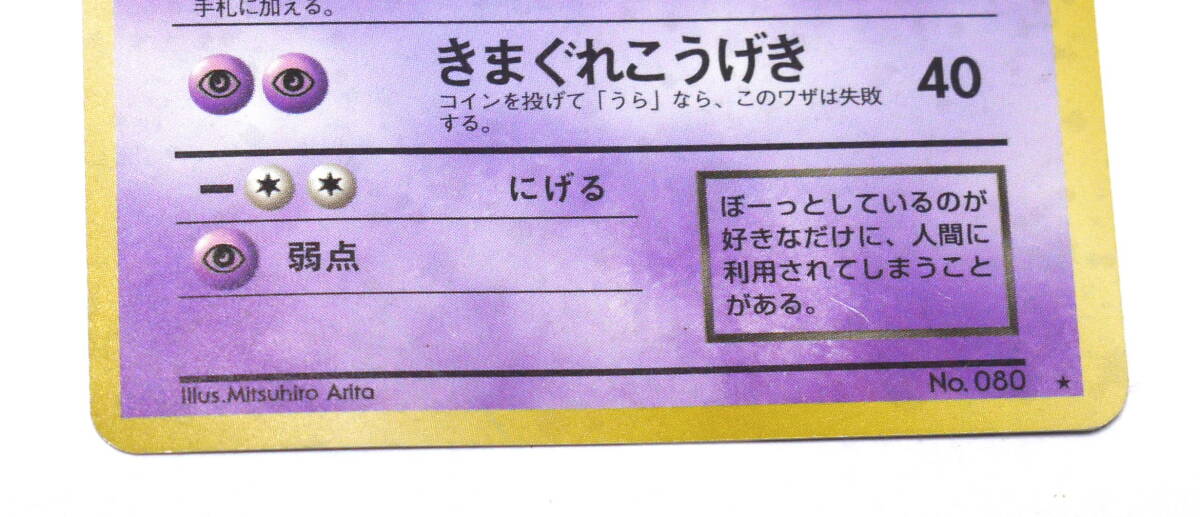 手札に加える。
きまぐれこうげき 40
コインを投げて「うら」なら、このワザは失敗
する。
にげる
弱点
ぼーっとしているのが
好きなだけに、人間に
利用されてしまうこと
がある。
Illus.Mitsuhiro Arita
No. 080 ★